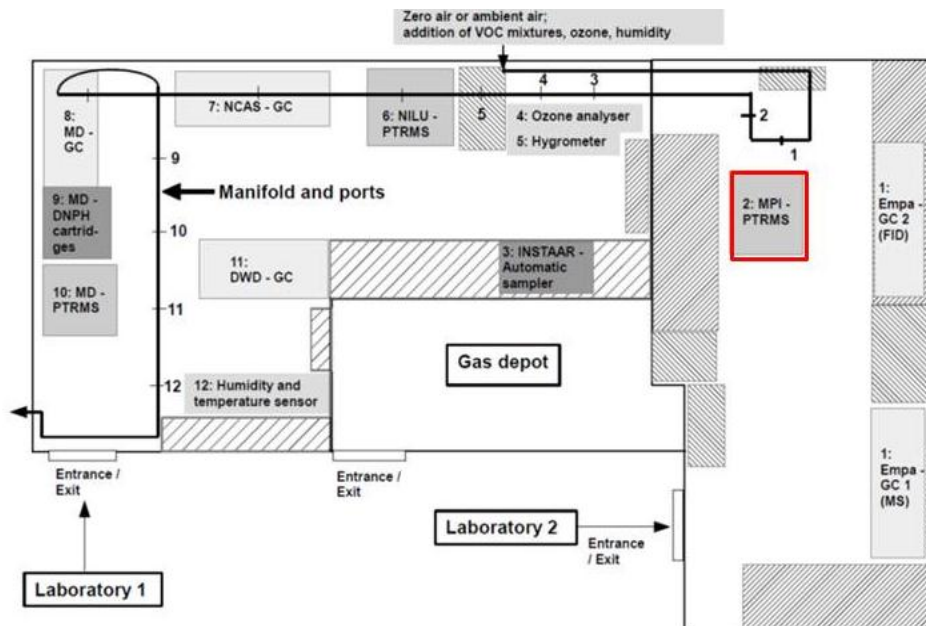 Zero air or ambient air;
addition of VOC mixtures, ozone, humidity
8:
MD -
GC
7: NCAS - GC
6: NILU -
PTRMS
5
4
3
4: Ozone analyser
5: Hygrometer
2
1
9
Manifold and ports
9: MD -
DNPH
cartrid-
ges
10
10: MD -
PTRMS
11:
DWD - GC
3: INSTAAR -
Automatic
sampler
2: MPI -
PTRMS
1:
Empa -
GC 2
(FID)
11
Gas depot
12
12: Humidity and
temperature sensor
1:
Empa -
GC 1
(MS)
Entrance /
Exit
Entrance /
Exit
Laboratory 2
Entrance
/ Exit
Laboratory 1